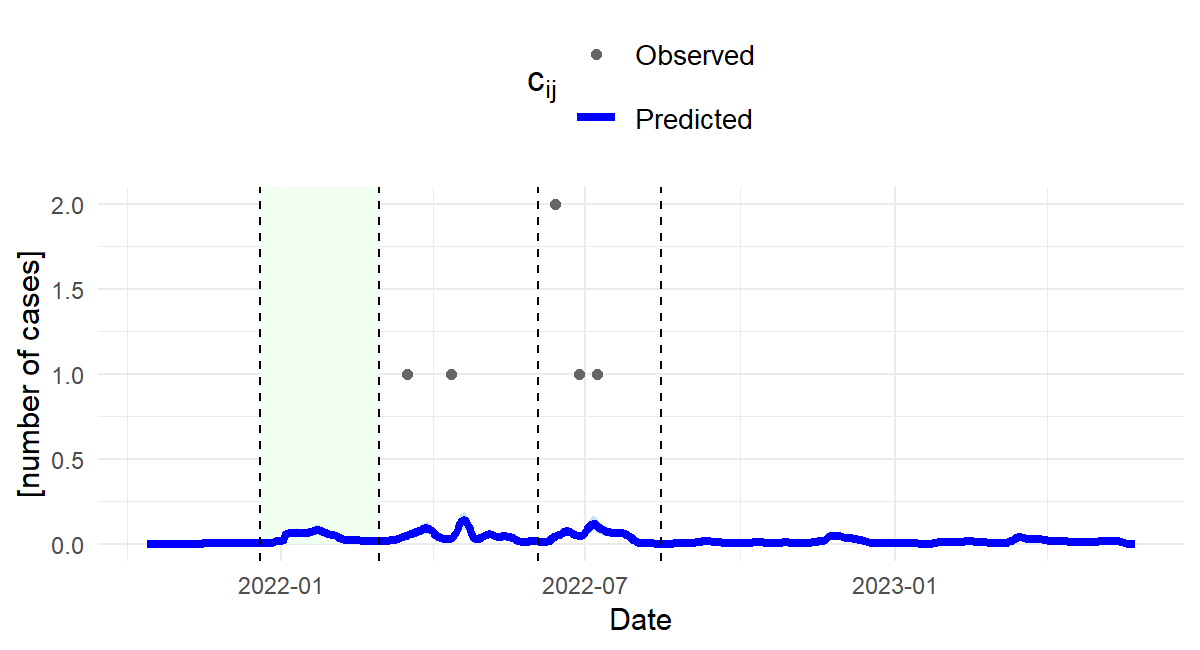 Observed
c_ij
Predicted
[number of cases]
2.0
1.5
1.0
0.5
0.0
2022-01 2022-07 2023-01
Date